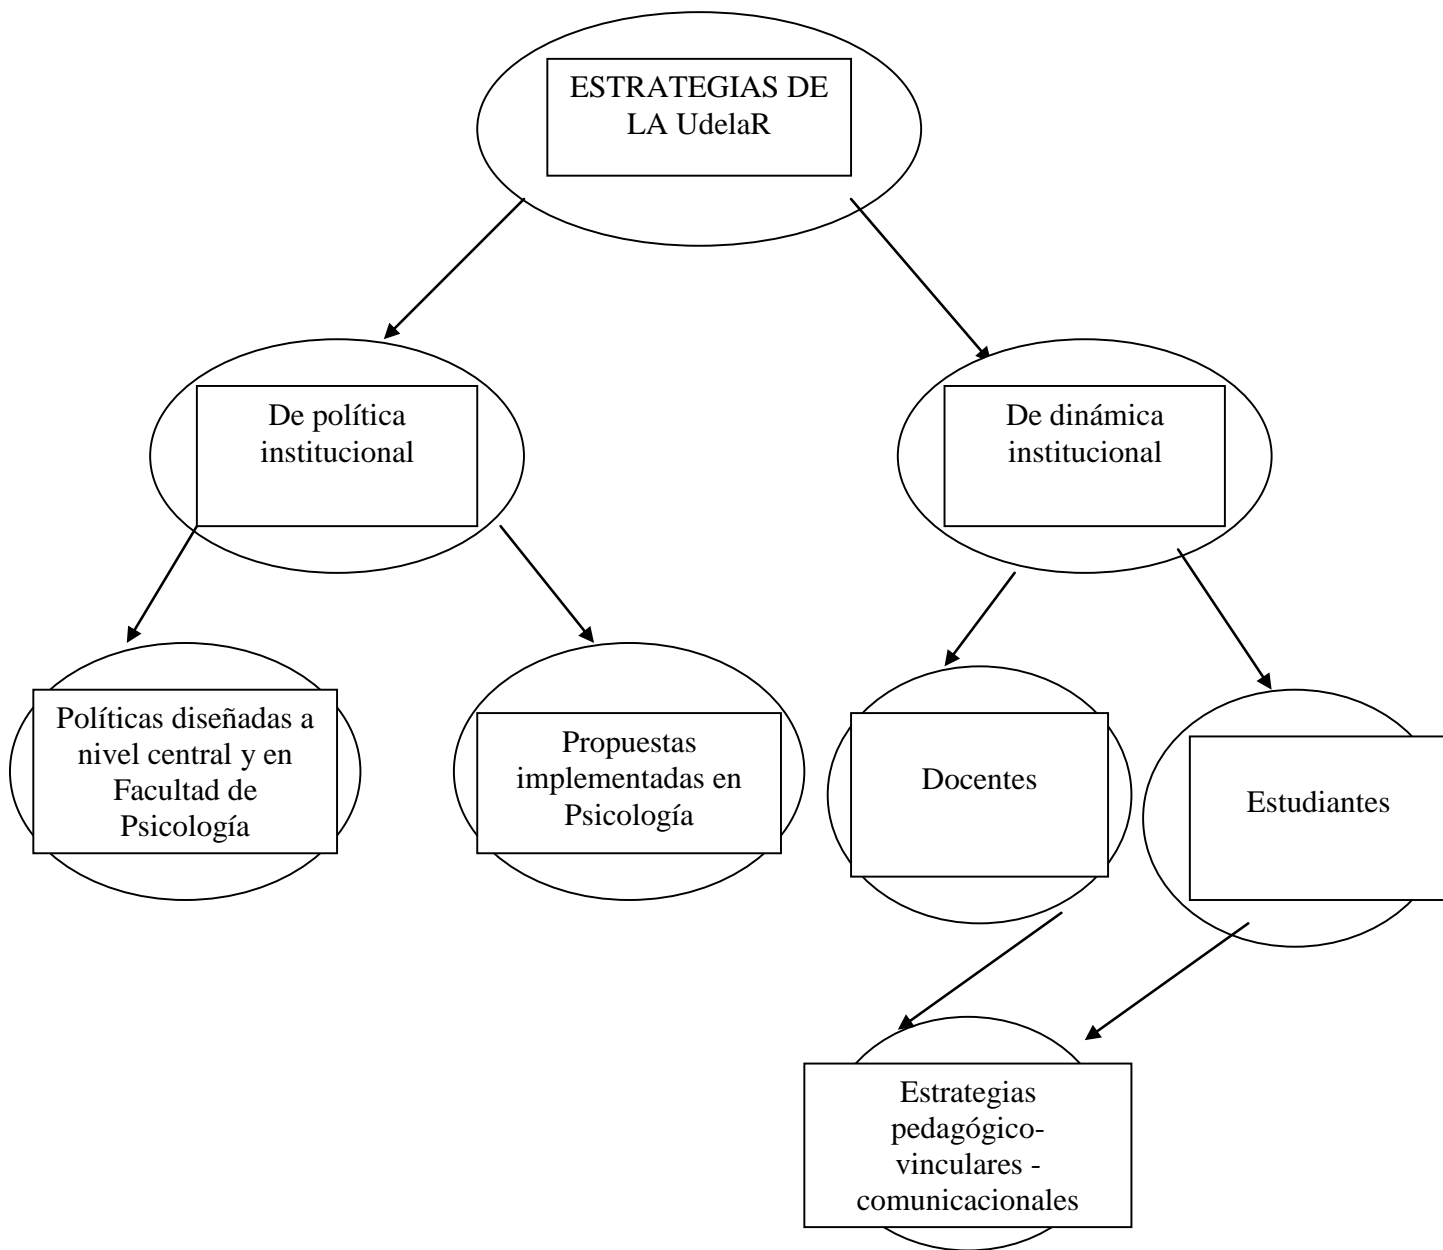 ESTRATEGIAS DE
LA UdelaR
De política
institucional
De dinámica
institucional
Políticas diseñadas a
nivel central y en
Facultad de
Psicología
Propuestas
implementadas en
Psicología
Docentes
Estudiantes
Estrategias
pedagógico-
vinculares -
comunicacionales